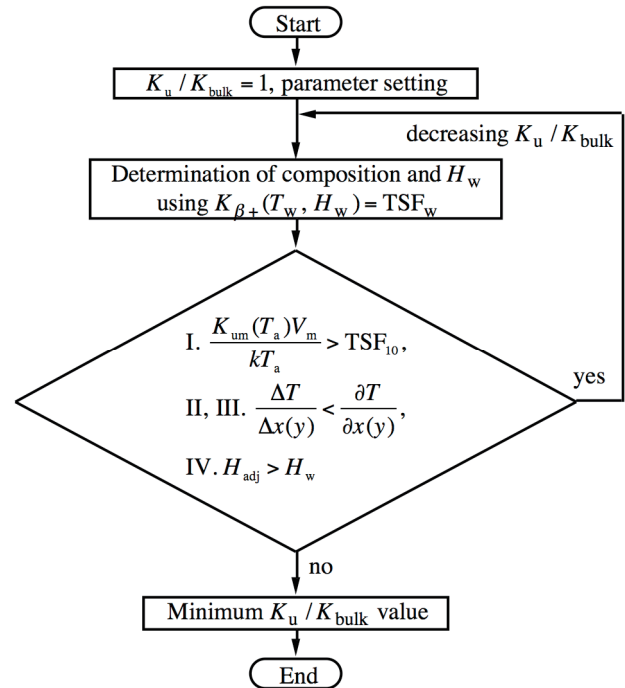 Start
K_u / K_bulk = 1, parameter setting
decreasing K_u / K_bulk
Determination of composition and H_w
using K_β+(T_w, H_w) = TSF_w
I. K_um(T_a)V_m / kT_a > TSF_10,
yes
II, III. ΔT / Δx(y) < ∂T / ∂x(y),
IV. H_adj > H_w
no
Minimum K_u / K_bulk value
End